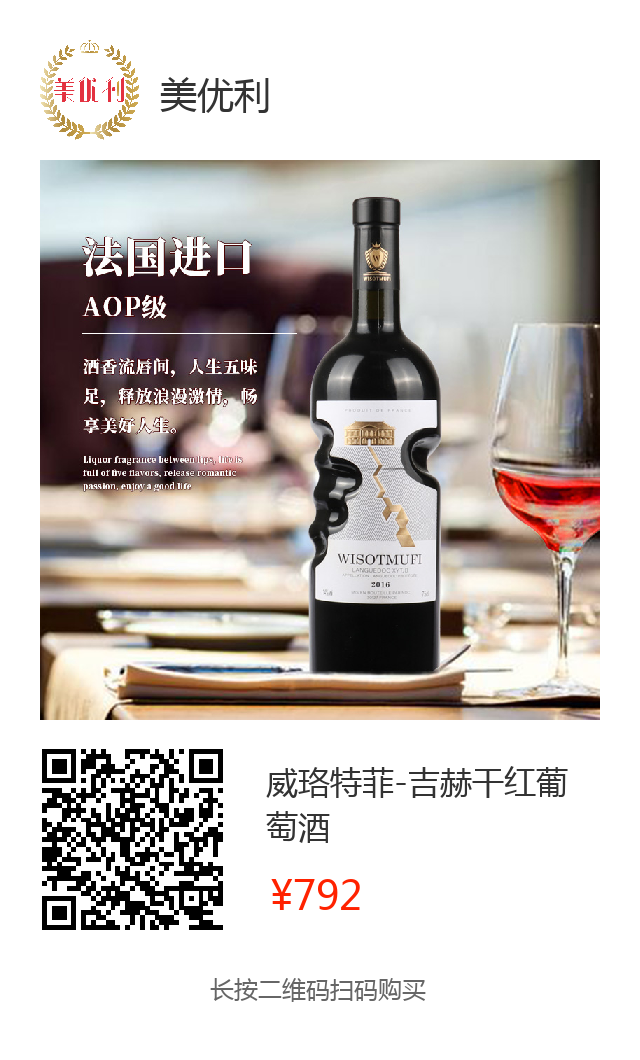 美优利
美优利
法国进口
AOP级
酒香流唇间，人生五味
足，释放浪漫激情，畅
享美好人生。
Liquor fragrance between lips, life is
full of five flavors, release romantic
passion, enjoy a good life
W
WISOTMUFI
PRODUIT DE FRANCE
WISOTMUFI
2016
威珞特菲-吉赫干红葡
萄酒
¥792
长按二维码扫码购买